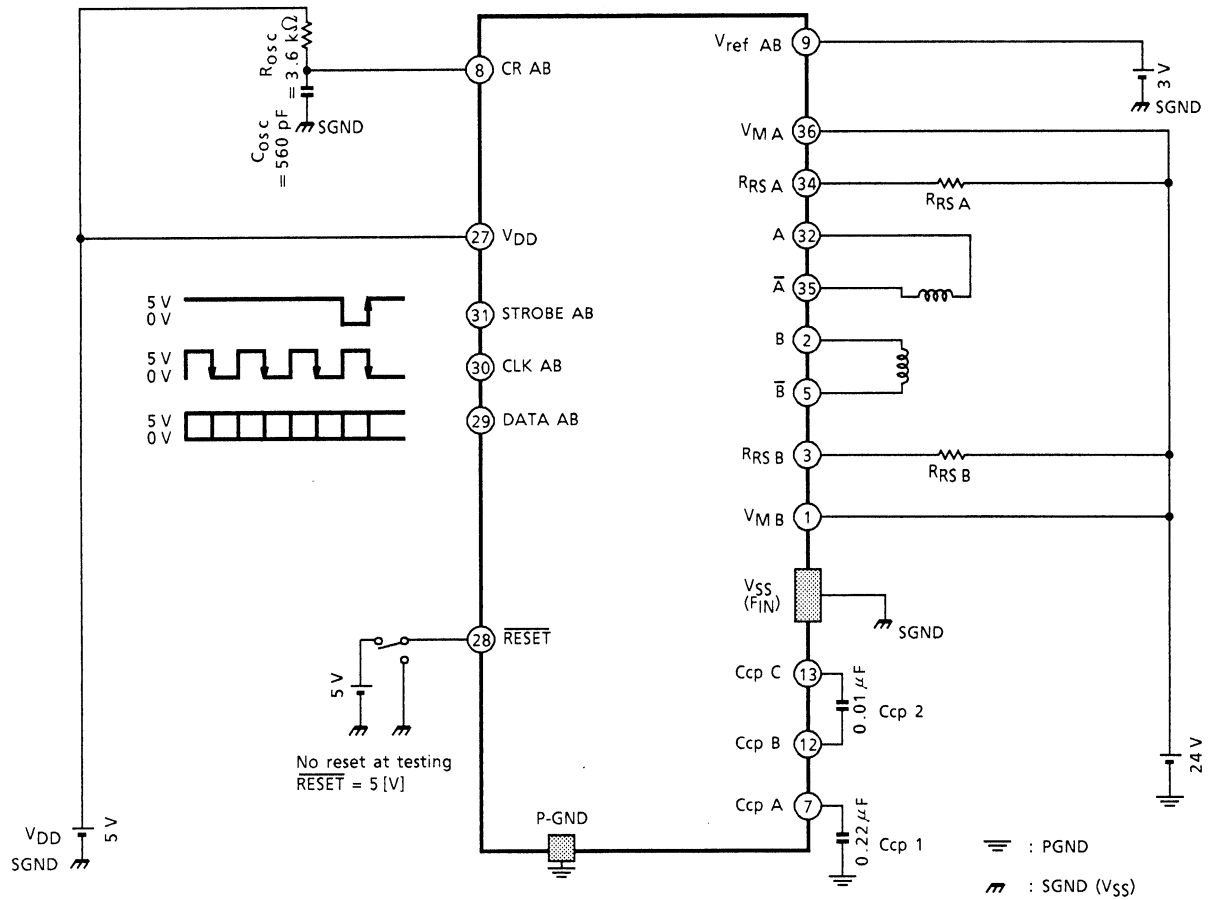 Rosc
= 3.6 kΩ
Cosc
= 560 pF
SGND
8
CR AB
Vref AB
9
3 V
SGND
VM A
36
RRS A
34
RRS A
27
VDD
A
32
A̅
35
5 V
0 V
31
STROBE AB
B
2
5 V
0 V
30
CLK AB
B̅
5
5 V
0 V
29
DATA AB
RRS B
3
RRS B
VM B
1
VSS
(FIN)
SGND
28
R̅E̅S̅E̅T̅
5 V
No reset at testing
R̅E̅S̅E̅T̅ = 5 [V]
Ccp C
13
0.01 μF
Ccp 2
Ccp B
12
24 V
Ccp A
7
0.22 μF
Ccp 1
P-GND
VDD
5 V
SGND
: PGND
: SGND (VSS)